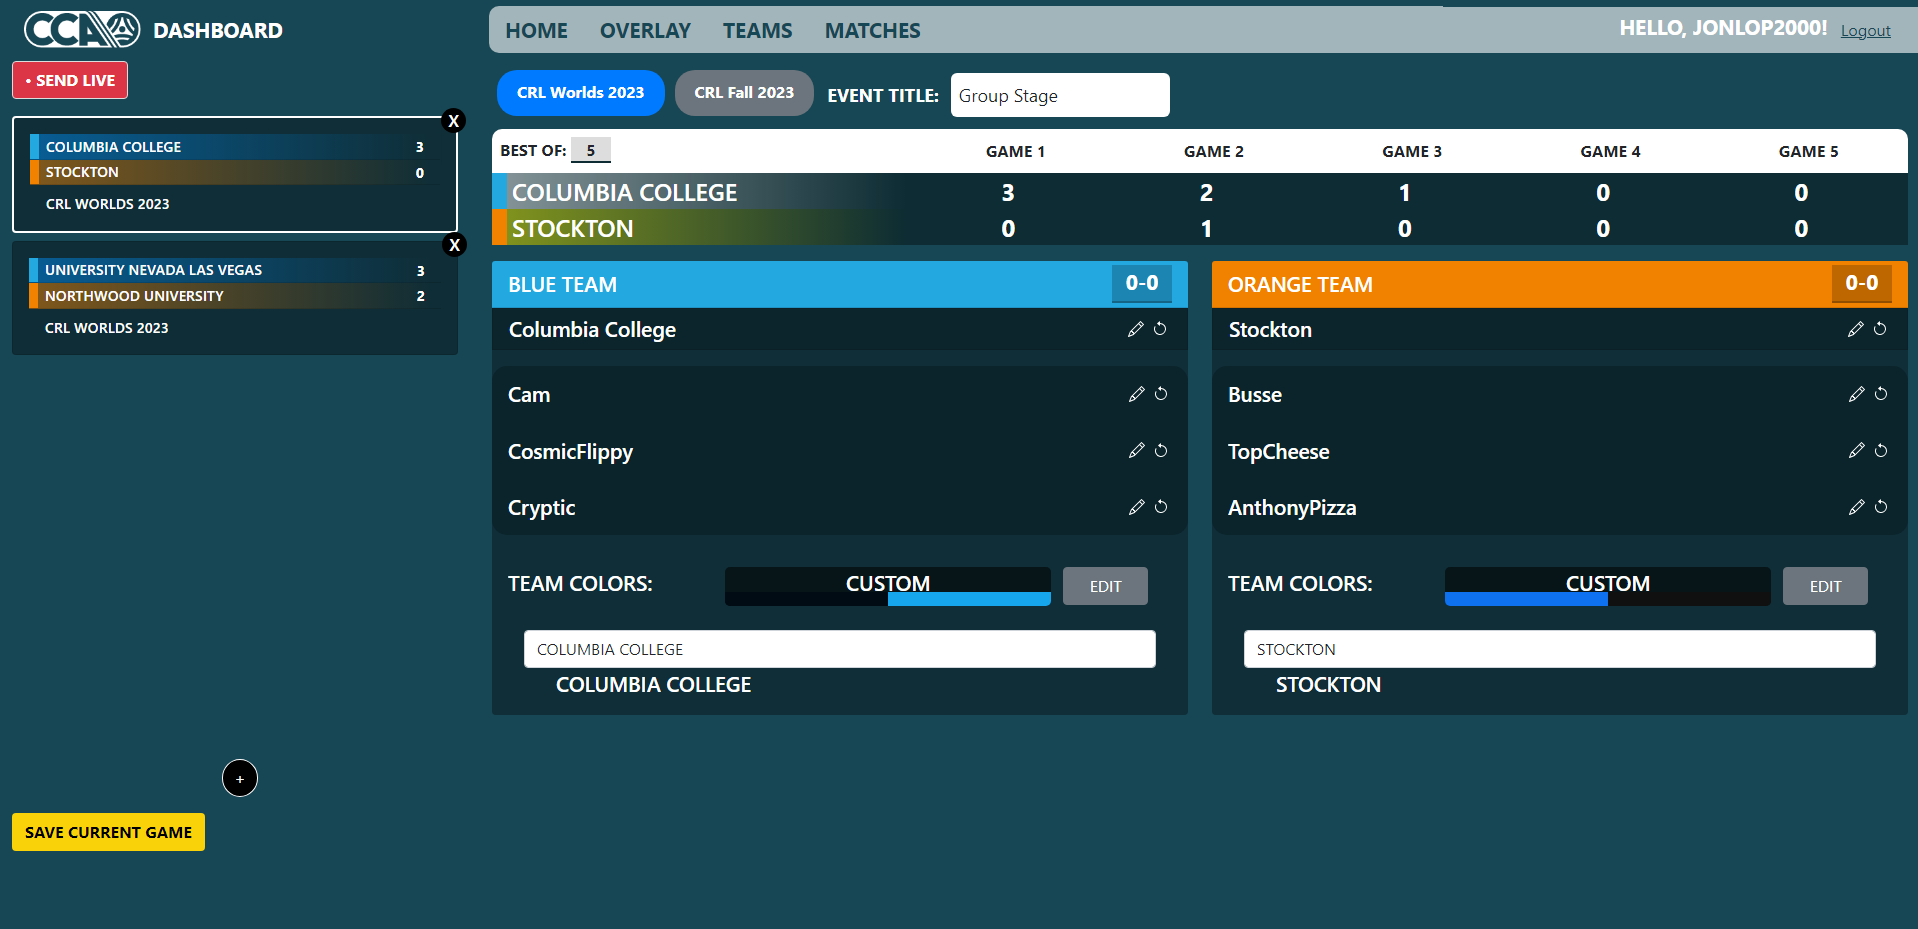 CCA DASHBOARD
• SEND LIVE
X
COLUMBIA COLLEGE 3
STOCKTON 0
CRL WORLDS 2023
X
UNIVERSITY NEVADA LAS VEGAS 3
NORTHWOOD UNIVERSITY 2
CRL WORLDS 2023
+
SAVE CURRENT GAME
HOME OVERLAY TEAMS MATCHES HELLO, JONLOP2000! Logout
CRL Worlds 2023 CRL Fall 2023 EVENT TITLE: Group Stage
BEST OF: 5 GAME 1 GAME 2 GAME 3 GAME 4 GAME 5
COLUMBIA COLLEGE 3 2 1 0 0
STOCKTON 0 1 0 0 0
BLUE TEAM 0-0
Columbia College
Cam
CosmicFlippy
Cryptic
TEAM COLORS: CUSTOM EDIT
COLUMBIA COLLEGE
COLUMBIA COLLEGE
ORANGE TEAM 0-0
Stockton
Busse
TopCheese
AnthonyPizza
TEAM COLORS: CUSTOM EDIT
STOCKTON
STOCKTON